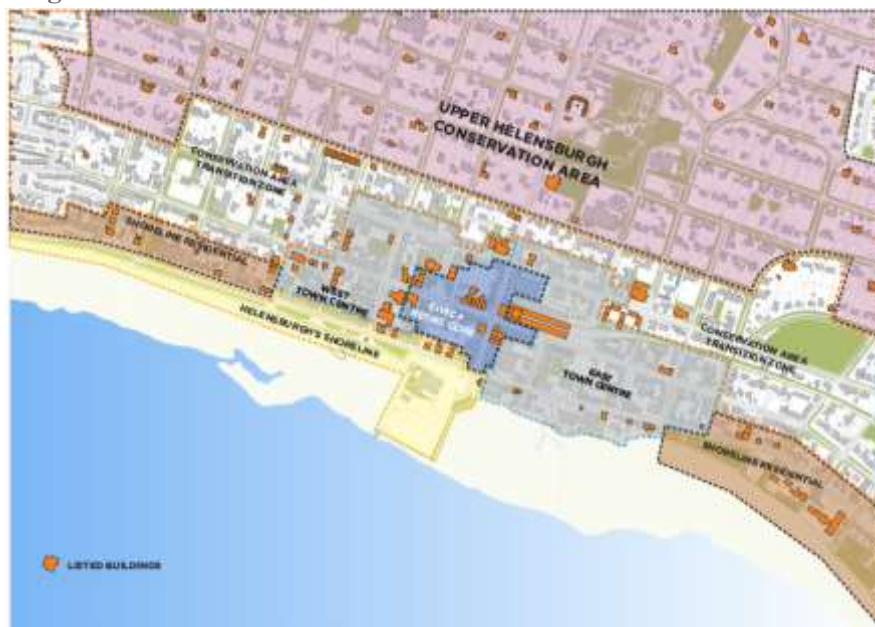 UPPER HELENSBURGH
CONSERVATION AREA
CONSERVATION AREA
TRANSITION ZONE
SHORELINE RESIDENTIAL
WEST
TOWN CENTRE
HELENSBURGH'S SHORELINE
CONSERVATION AREA
TRANSITION ZONE
EAST
TOWN CENTRE
SHORELINE RESIDENTIAL
LISTED BUILDINGS